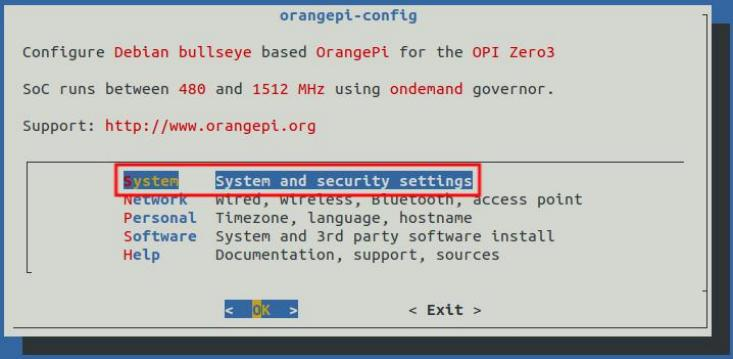 orangepi-config
Configure Debian bullseye based OrangePi for the OPI Zero3
SoC runs between 480 and 1512 MHz using ondemand governor.
Support: http://www.orangepi.org
System System and security settings
Network Wired, Wireless, Bluetooth, access point
Personal Timezone, language, hostname
Software System and 3rd party software install
Help Documentation, support, sources
< OK > < Exit >